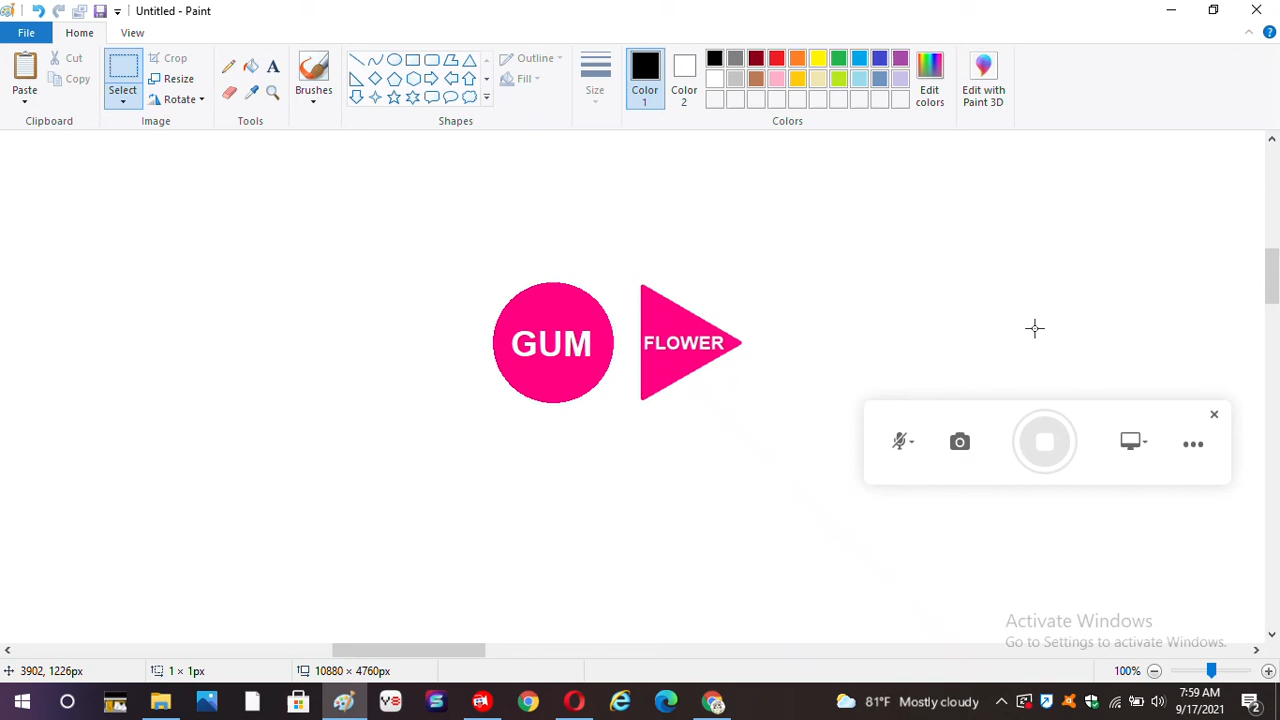 Untitled - Paint
File
Home
View
Paste
Cut
Copy
Clipboard
Select
Crop
Resize
Rotate
Image
A
Tools
Brushes
Outline
Fill
Shapes
Size
Color
1
Color
2
Edit
colors
Colors
Edit with
Paint 3D
GUM
FLOWER
Activate Windows
Go to Settings to activate Windows.
3902, 1226px
1 × 1px
10880 × 4760px
100%
81°F Mostly cloudy
7:59 AM
9/17/2021
2